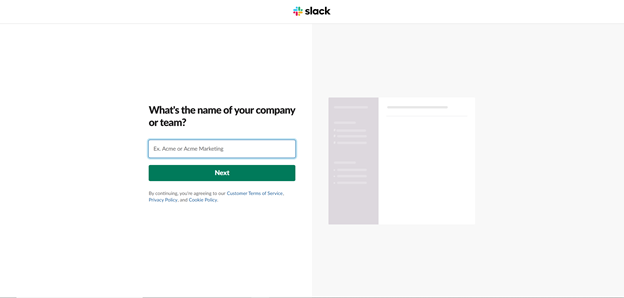 slack
What's the name of your company
or team?
Ex. Acme or Acme Marketing
Next
By continuing, you're agreeing to our Customer Terms of Service,
Privacy Policy, and Cookie Policy.